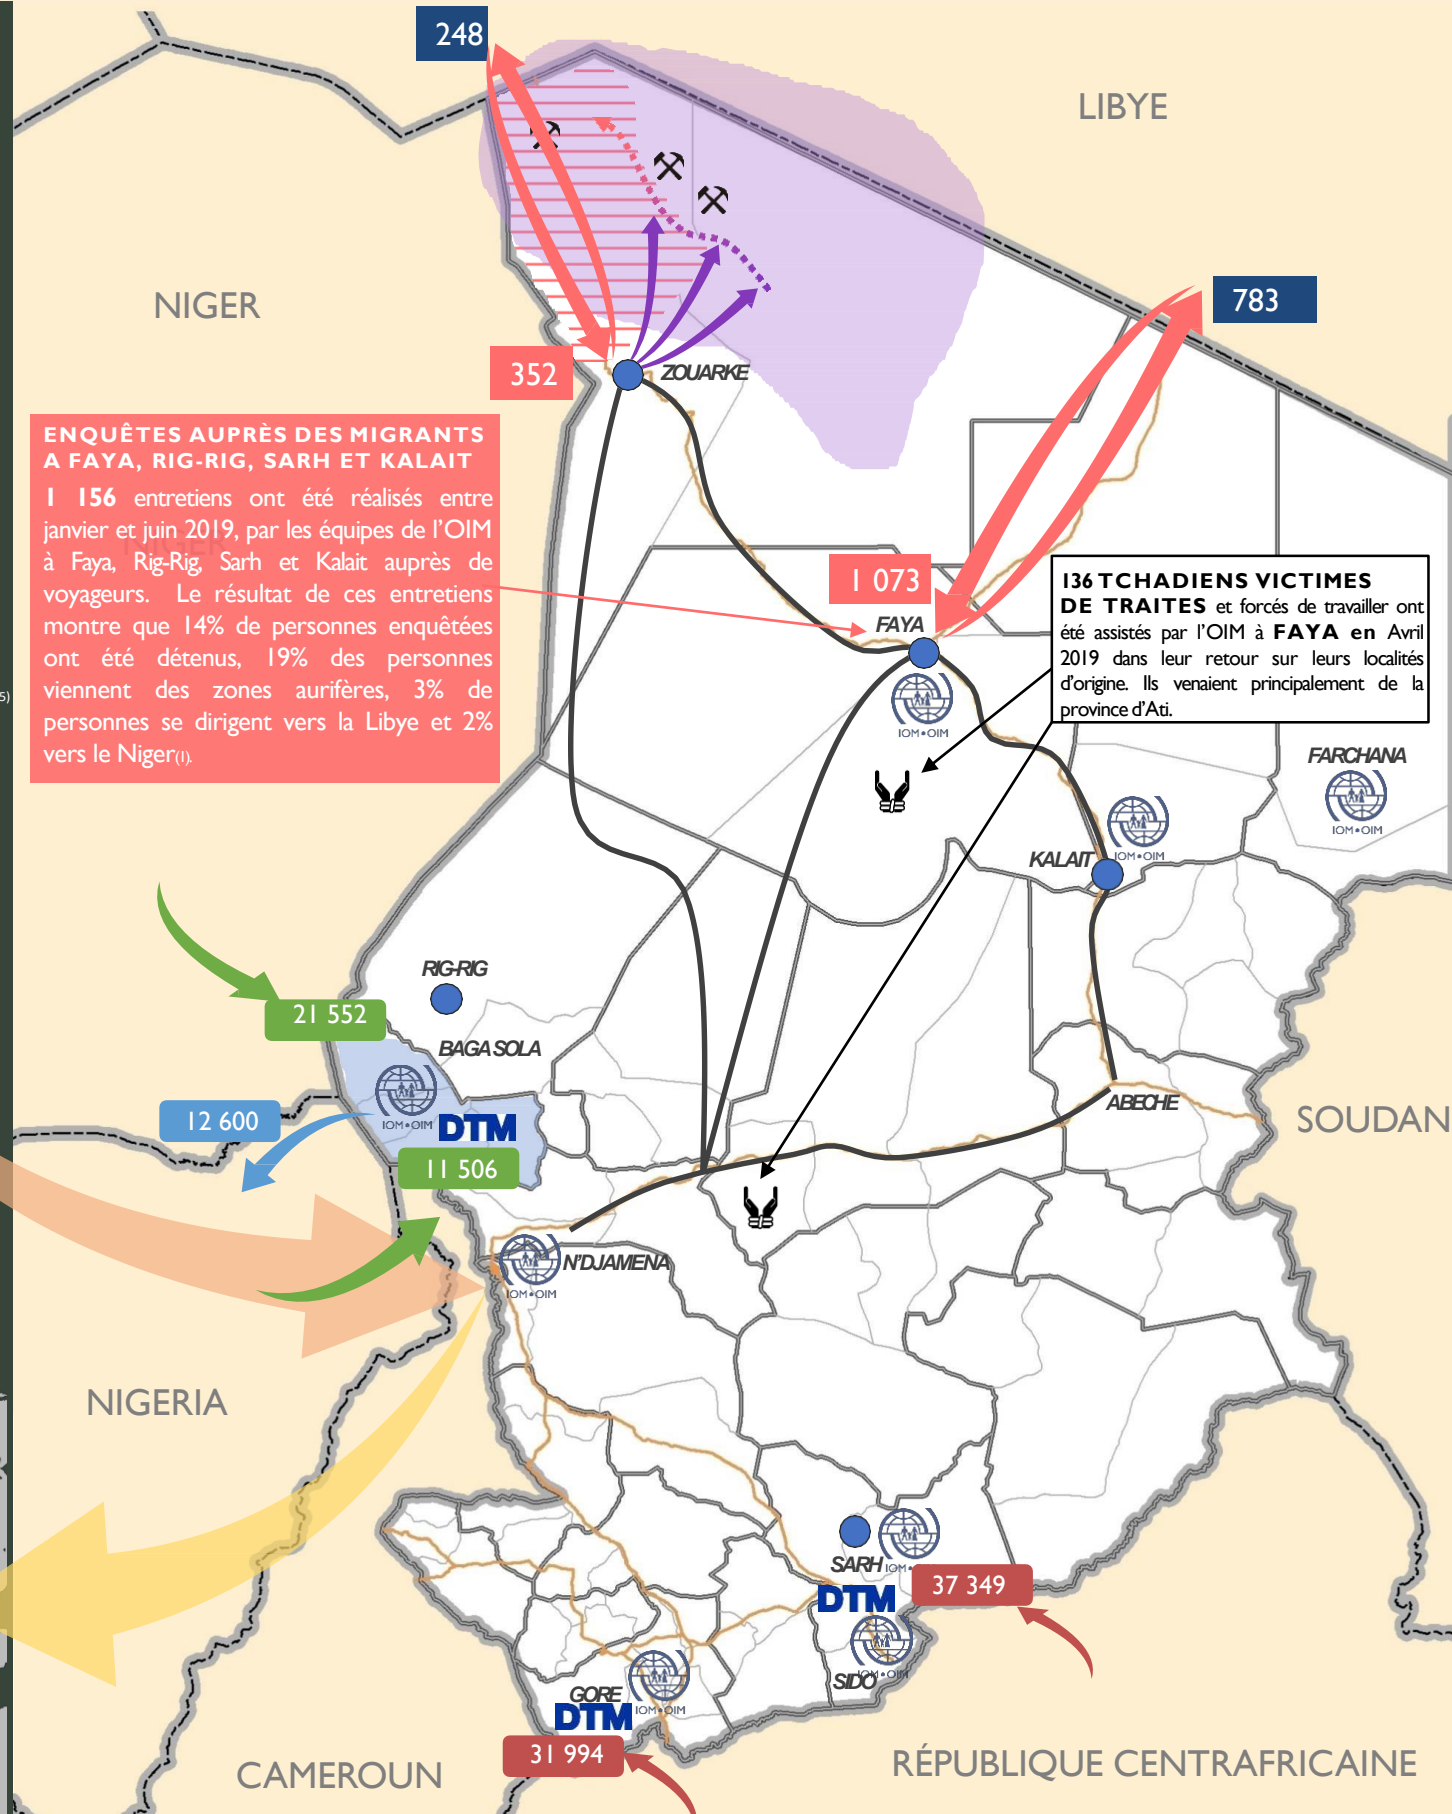 248
LIBYE
NIGER
783
352
ZOUARKE
ENQUÊTES AUPRÈS DES MIGRANTS
A FAYA, RIG-RIG, SARH ET KALAIT
1 156 entretiens ont été réalisés entre
janvier et juin 2019, par les équipes de l'OIM
à Faya, Rig-Rig, Sarh et Kalait auprès de
voyageurs. Le résultat de ces entretiens
montre que 14% de personnes enquêtées
ont été détenus, 19% des personnes
viennent des zones aurifères, 3% de
personnes se dirigent vers la Libye et 2%
vers le Niger(1).
NIGER
1 073
FAYA
IOM•OIM
136 TCHADIENS VICTIMES
DE TRAITES et forcés de travailler ont
été assistés par l'OIM à FAYA en Avril
2019 dans leur retour sur leurs localités
d'origine. Ils venaient principalement de la
province d'Ati.
5)
FARCHANA
IOM•OIM
KALAIT
IOM•OIM
RIG-RIG
21 552
BAGASOLA
12 600
IOM•OIM
DTM
11 506
ABECHE
SOUDAN
N'DJAMENA
IOM•OIM
NIGERIA
SARH
IOM•
37 349
DTM
IOM•OIM
SIDO
GORE
IOM•OIM
DTM
31 994
CAMEROUN
RÉPUBLIQUE CENTRAFRICAINE